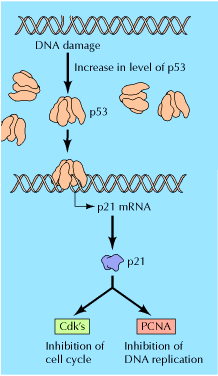 DNA damage
Increase in level of p53
p53
p21 mRNA
p21
Cdk's
PCNA
Inhibition of
cell cycle
Inhibition of
DNA replication